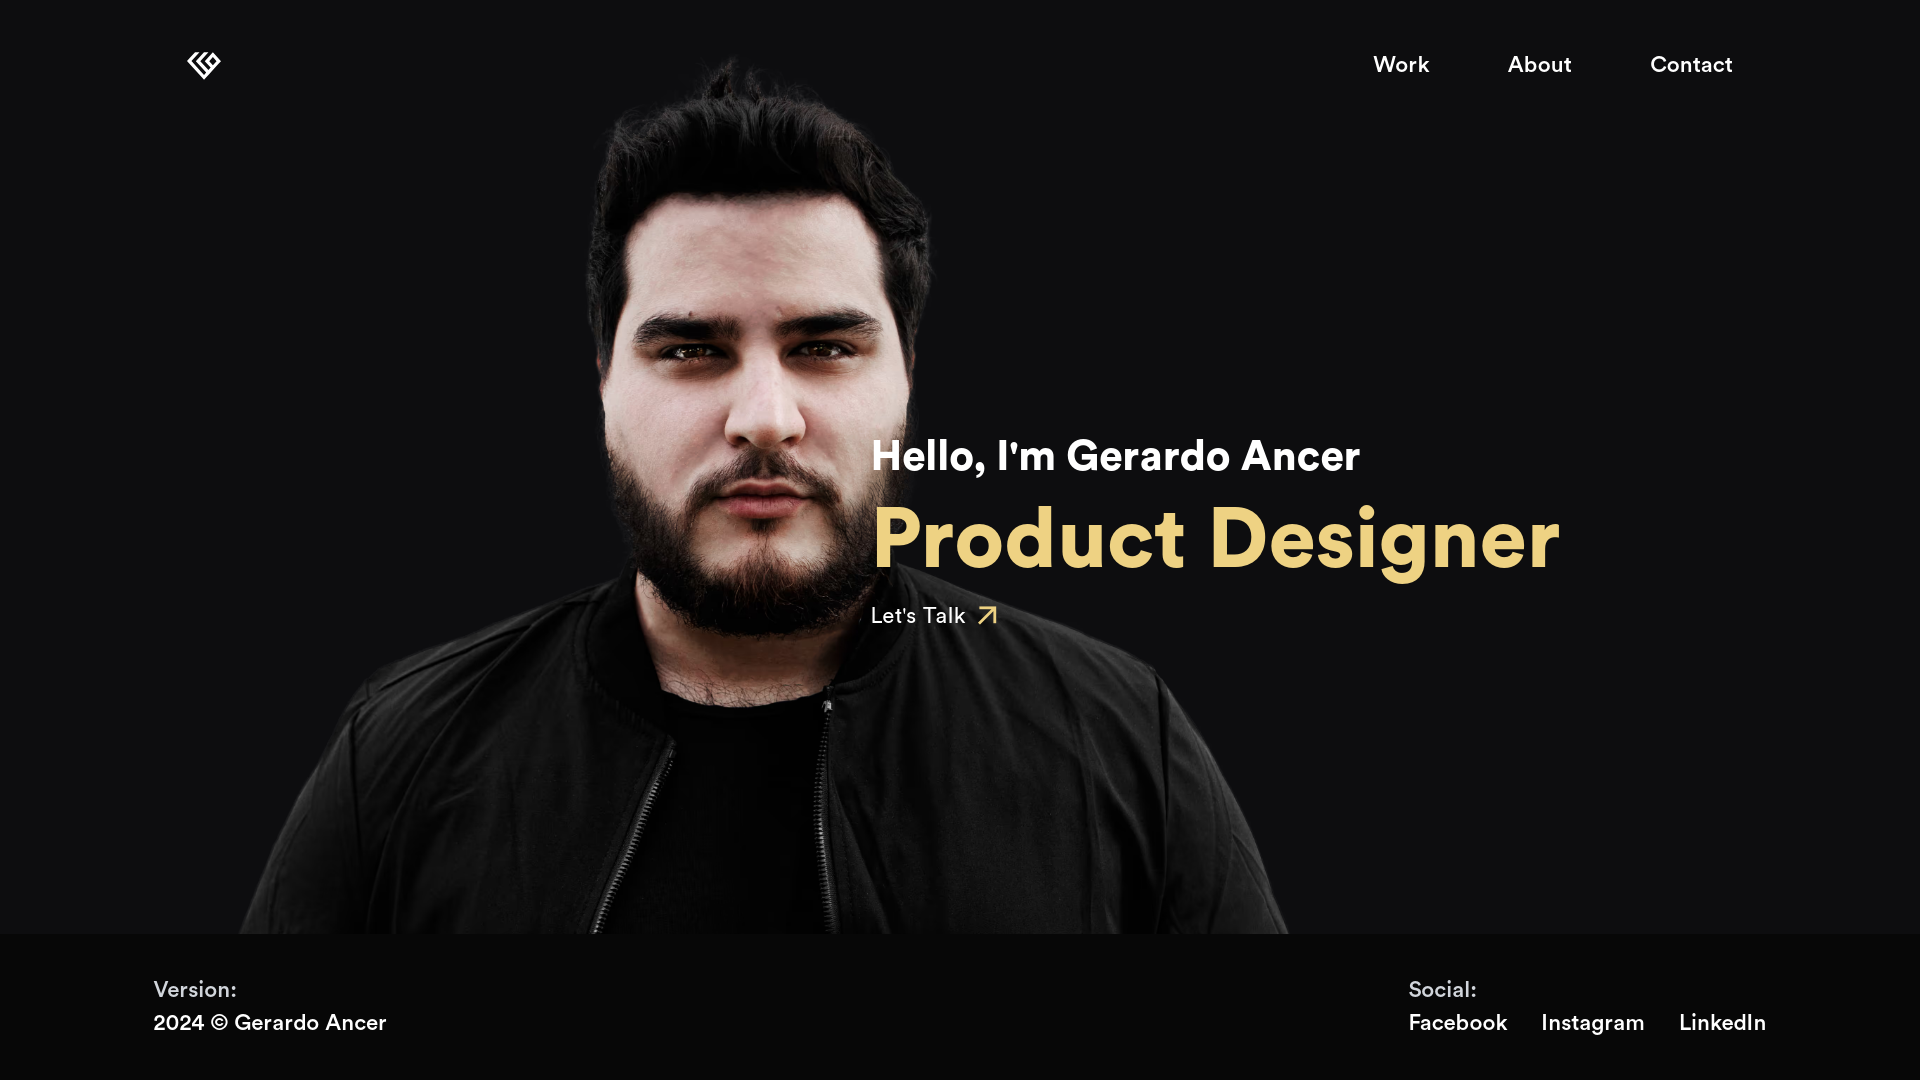 Work
About
Contact
Hello, I'm Gerardo Ancer
Product Designer
Let's Talk
Version:
2024 © Gerardo Ancer
Social:
Facebook
Instagram
LinkedIn